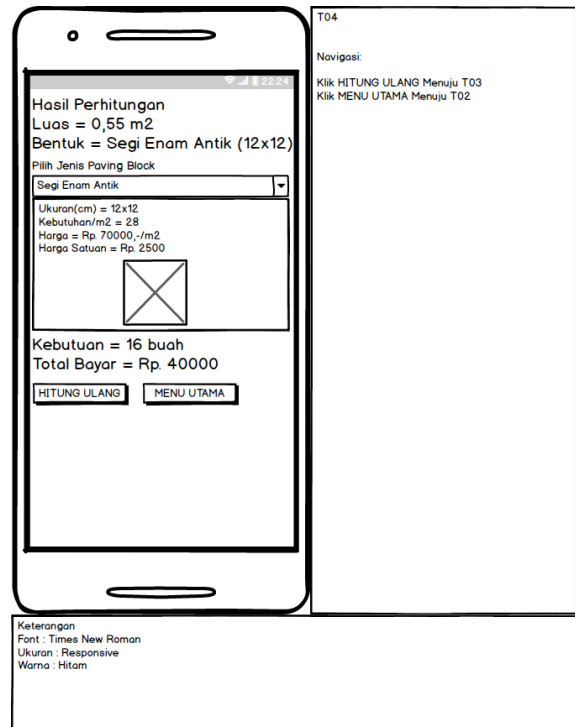 22:24
Hasil Perhitungan
Luas = 0,55 m2
Bentuk = Segi Enam Antik (12x12)
Pilih Jenis Paving Block
Segi Enam Antik
Ukuran(cm) = 12x12
Kebutuhan/m2 = 28
Harga = Rp. 70000,-/m2
Harga Satuan = Rp. 2500
Kebutuan = 16 buah
Total Bayar = Rp. 40000
HITUNG ULANG
MENU UTAMA
T04
Navigasi:
Klik HITUNG ULANG Menuju T03
Klik MENU UTAMA Menuju T02
Keterangan
Font : Times New Roman
Ukuran : Responsive
Warna : Hitam